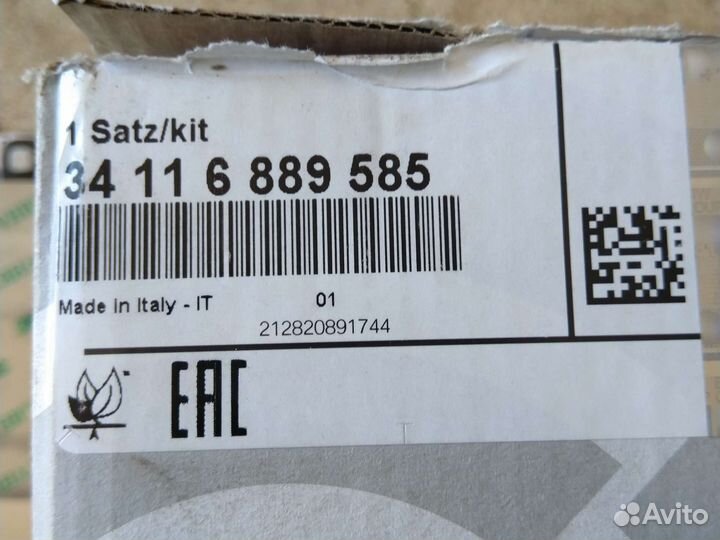 1 Satz/kit
34 11 6 889 585
Made In Italy - IT 01
212820891744
EAC
Avito